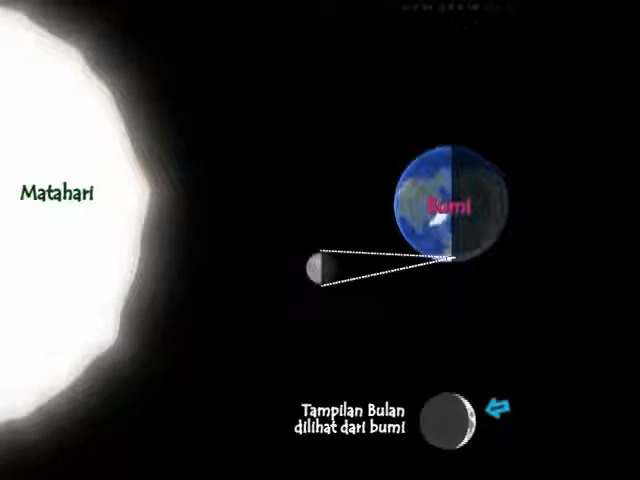 Matahari
Bumi
Tampilan Bulan
dilihat dari bumi